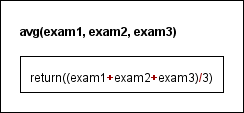 avg(exam1, exam2, exam3)
return((exam1+exam2+exam3)/3)